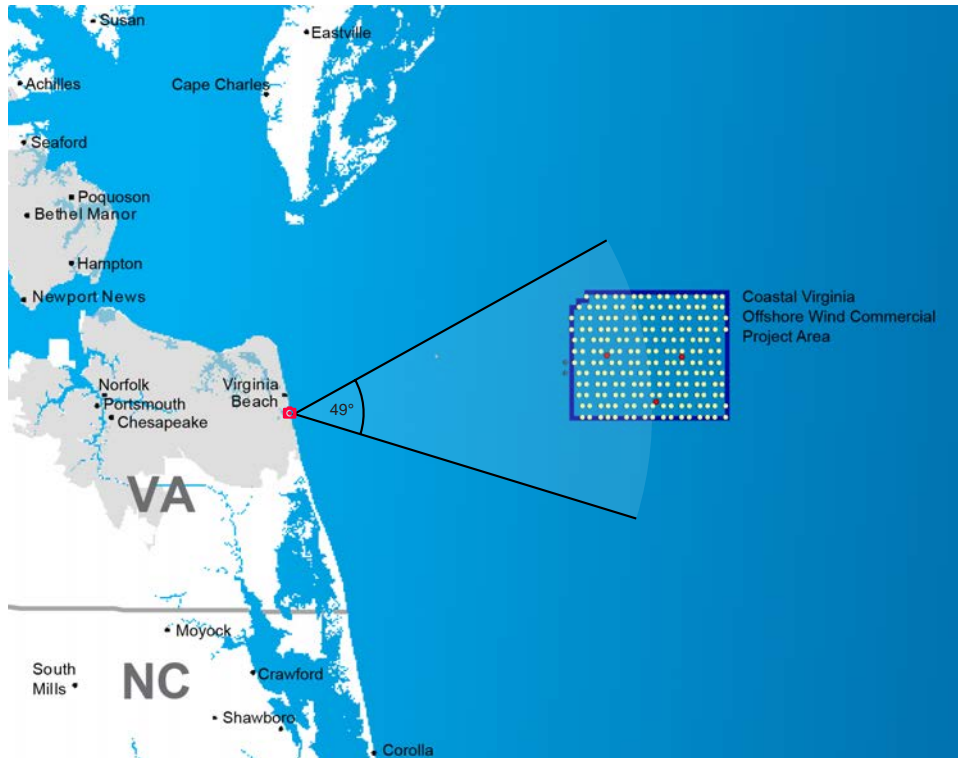 Susan
Eastville
Achilles
Cape Charles
Seaford
Poquoson
Bethel Manor
Hampton
Newport News
Coastal Virginia
Offshore Wind Commercial
Project Area
Norfolk
Virginia
Beach
Portsmouth
Chesapeake
49°
VA
Moyock
South
Mills
NC
Crawford
Shawboro
Corolla